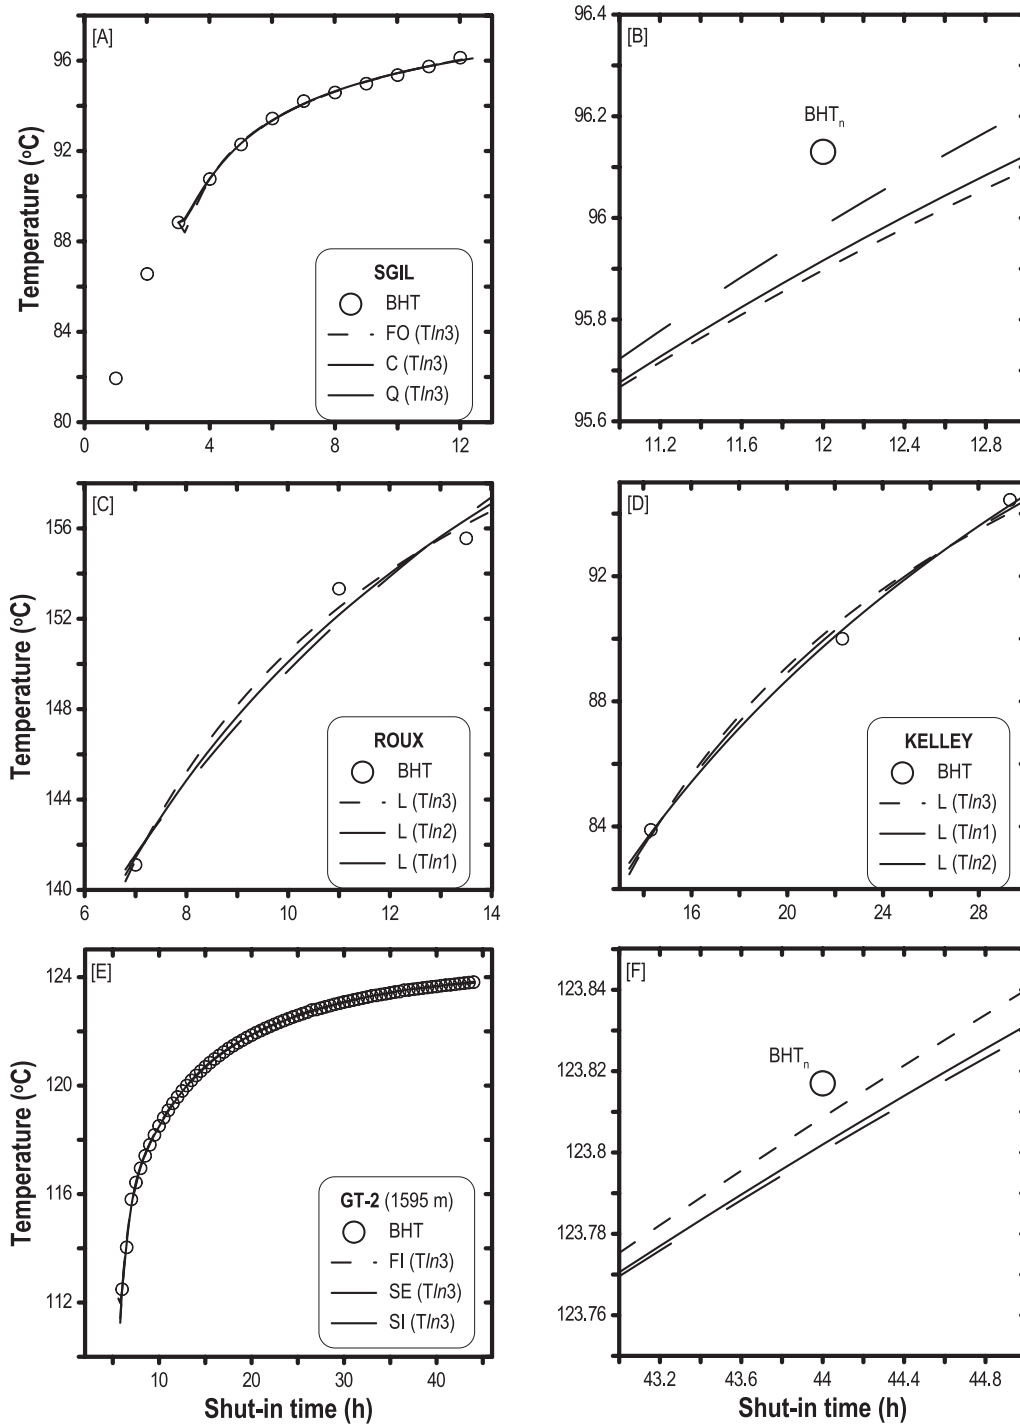 [A]
Temperature (ºC)
96
92
88
84
80
0
4
8
12
SGIL
BHT
FO (Tln3)
C (Tln3)
Q (Tln3)
[B]
96.4
96.2
96
95.8
95.6
11.2
11.6
12
12.4
12.8
BHTn
[C]
Temperature (ºC)
156
152
148
144
140
6
8
10
12
14
ROUX
BHT
L (Tln3)
L (Tln2)
L (Tln1)
[D]
92
88
84
16
20
24
28
KELLEY
BHT
L (Tln3)
L (Tln1)
L (Tln2)
[E]
Temperature (ºC)
124
120
116
112
10
20
30
40
Shut-in time (h)
GT-2 (1595 m)
BHT
FI (Tln3)
SE (Tln3)
SI (Tln3)
[F]
123.84
123.82
123.8
123.78
123.76
43.2
43.6
44
44.4
44.8
BHTn
Shut-in time (h)